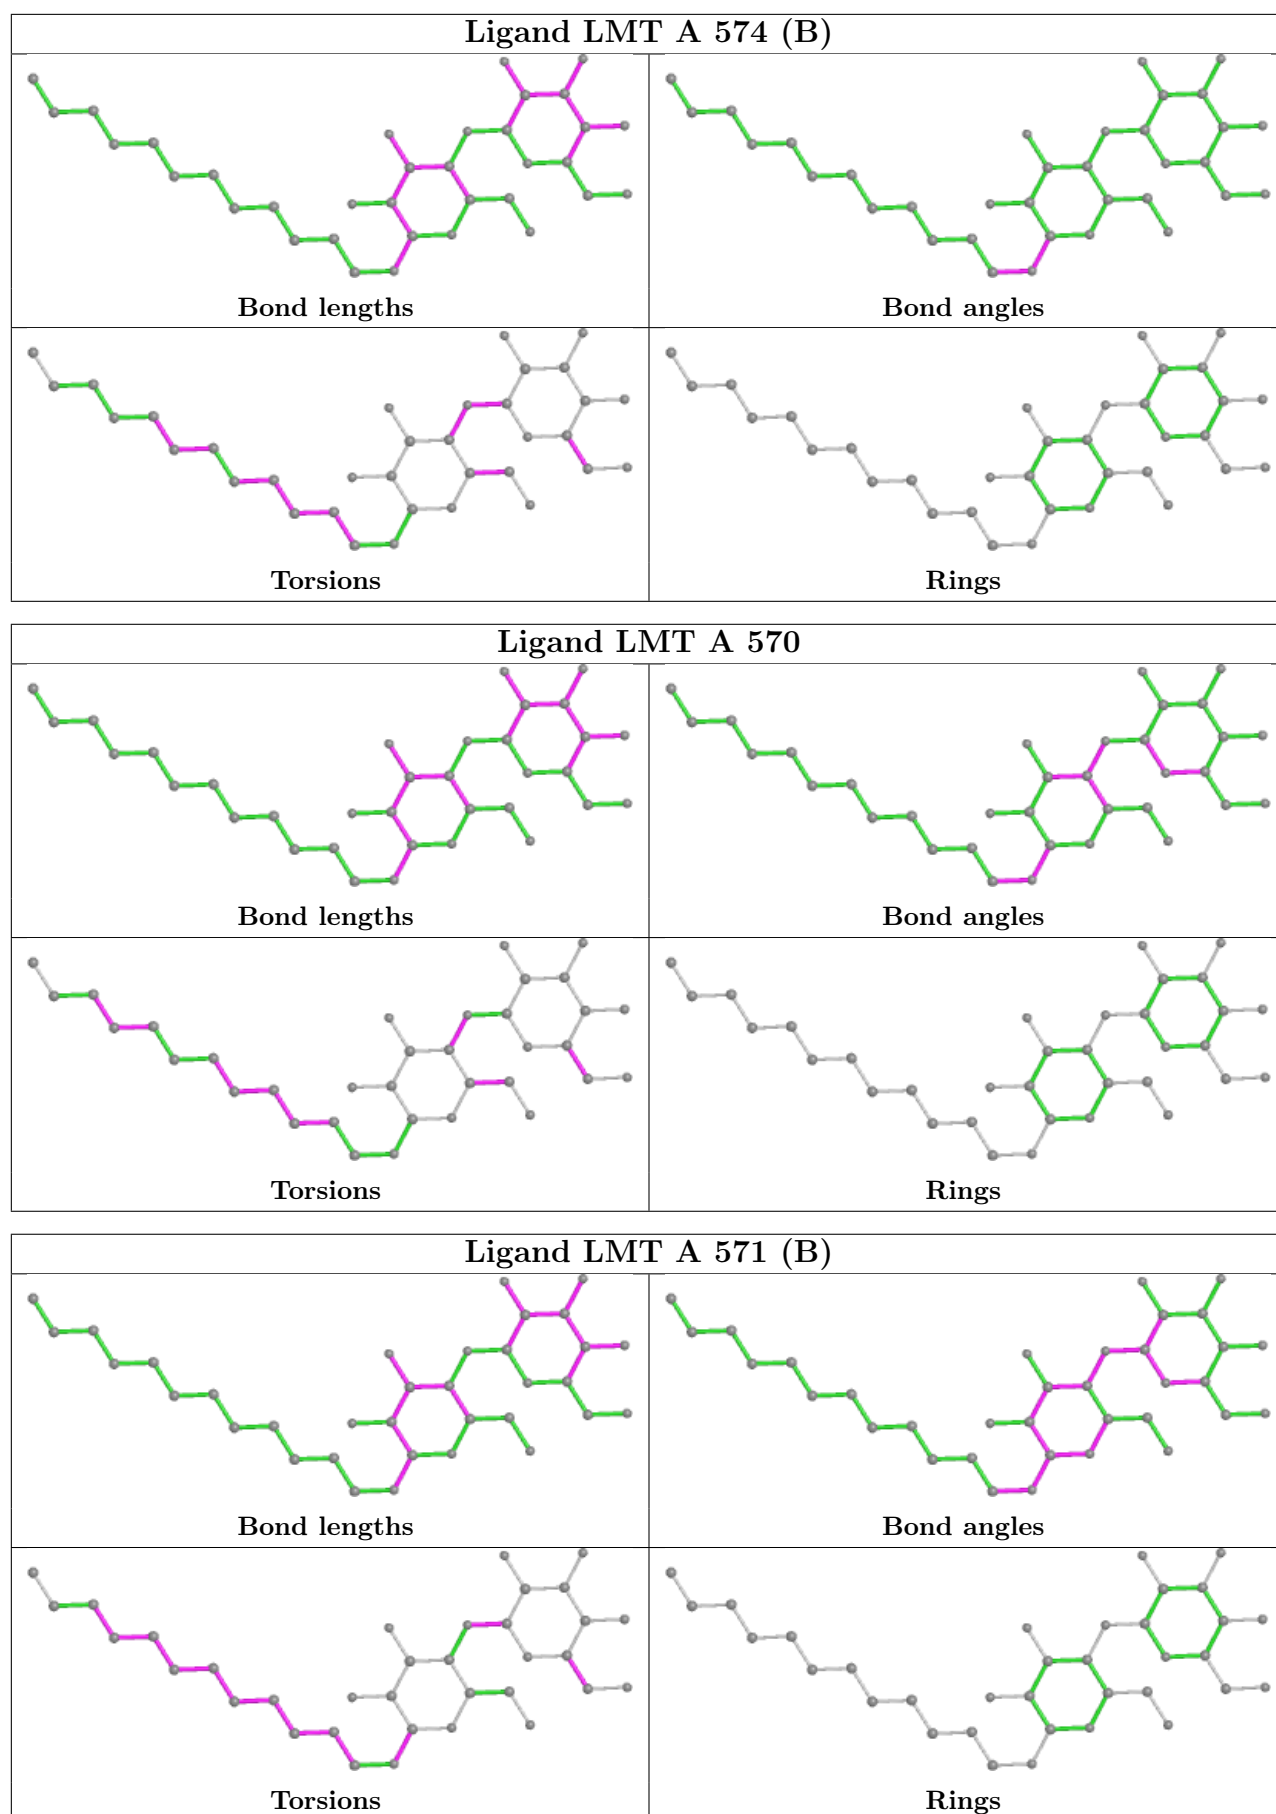 Ligand LMT A 574 (B)
Bond lengths
Bond angles
Torsions
Rings
Ligand LMT A 570
Bond lengths
Bond angles
Torsions
Rings
Ligand LMT A 571 (B)
Bond lengths
Bond angles
Torsions
Rings